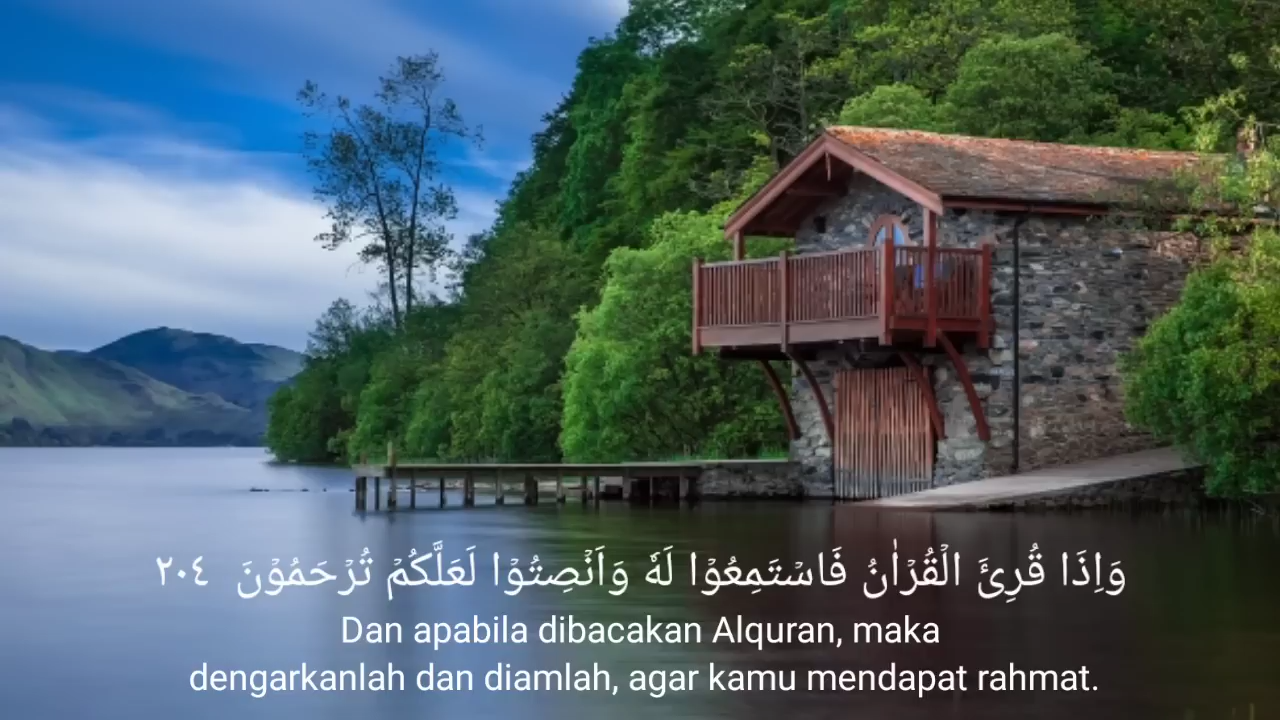 وَاِذَا قُرِئَ الْقُرْاٰنُ فَاسْتَمِعُوْا لَهٗ وَاَنْصِتُوْا لَعَلَّكُمْ تُرْحَمُوْنَ ٢٠٤
Dan apabila dibacakan Alquran, maka
dengarkanlah dan diamlah, agar kamu mendapat rahmat.